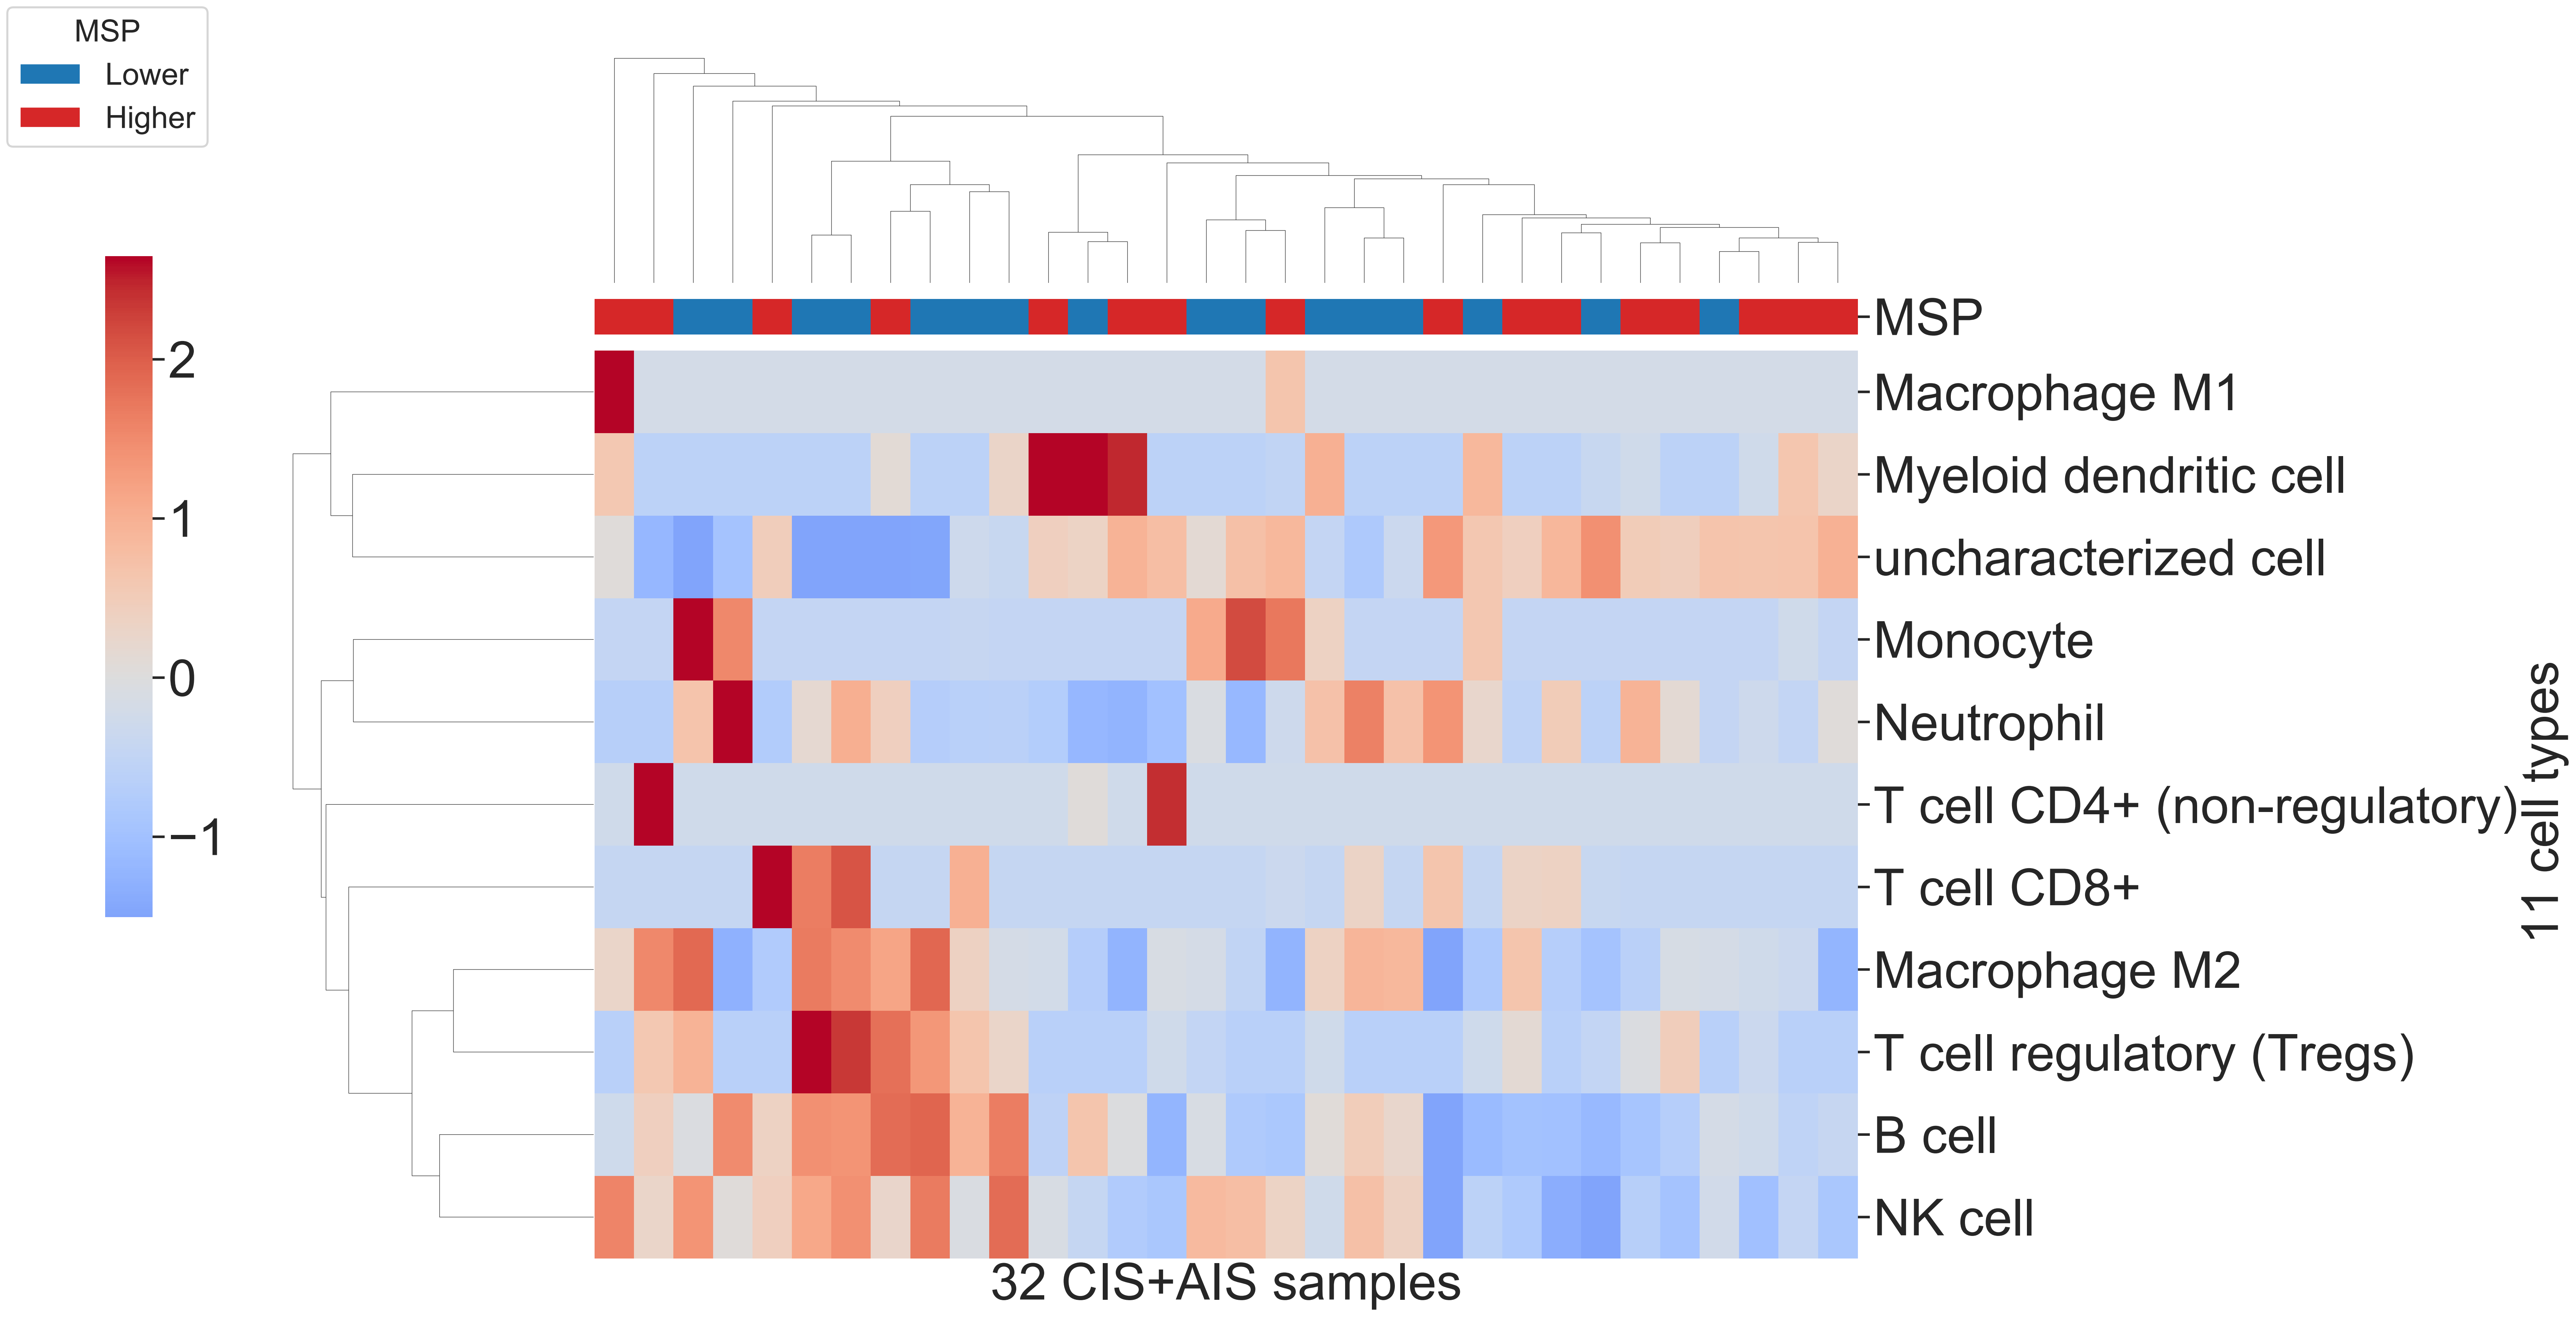 MSP
Lower
Higher
2
1
0
−1
MSP
Macrophage M1
Myeloid dendritic cell
uncharacterized cell
Monocyte
Neutrophil
T cell CD4+ (non-regulatory)
T cell CD8+
Macrophage M2
T cell regulatory (Tregs)
B cell
NK cell
11 cell types
32 CIS+AIS samples